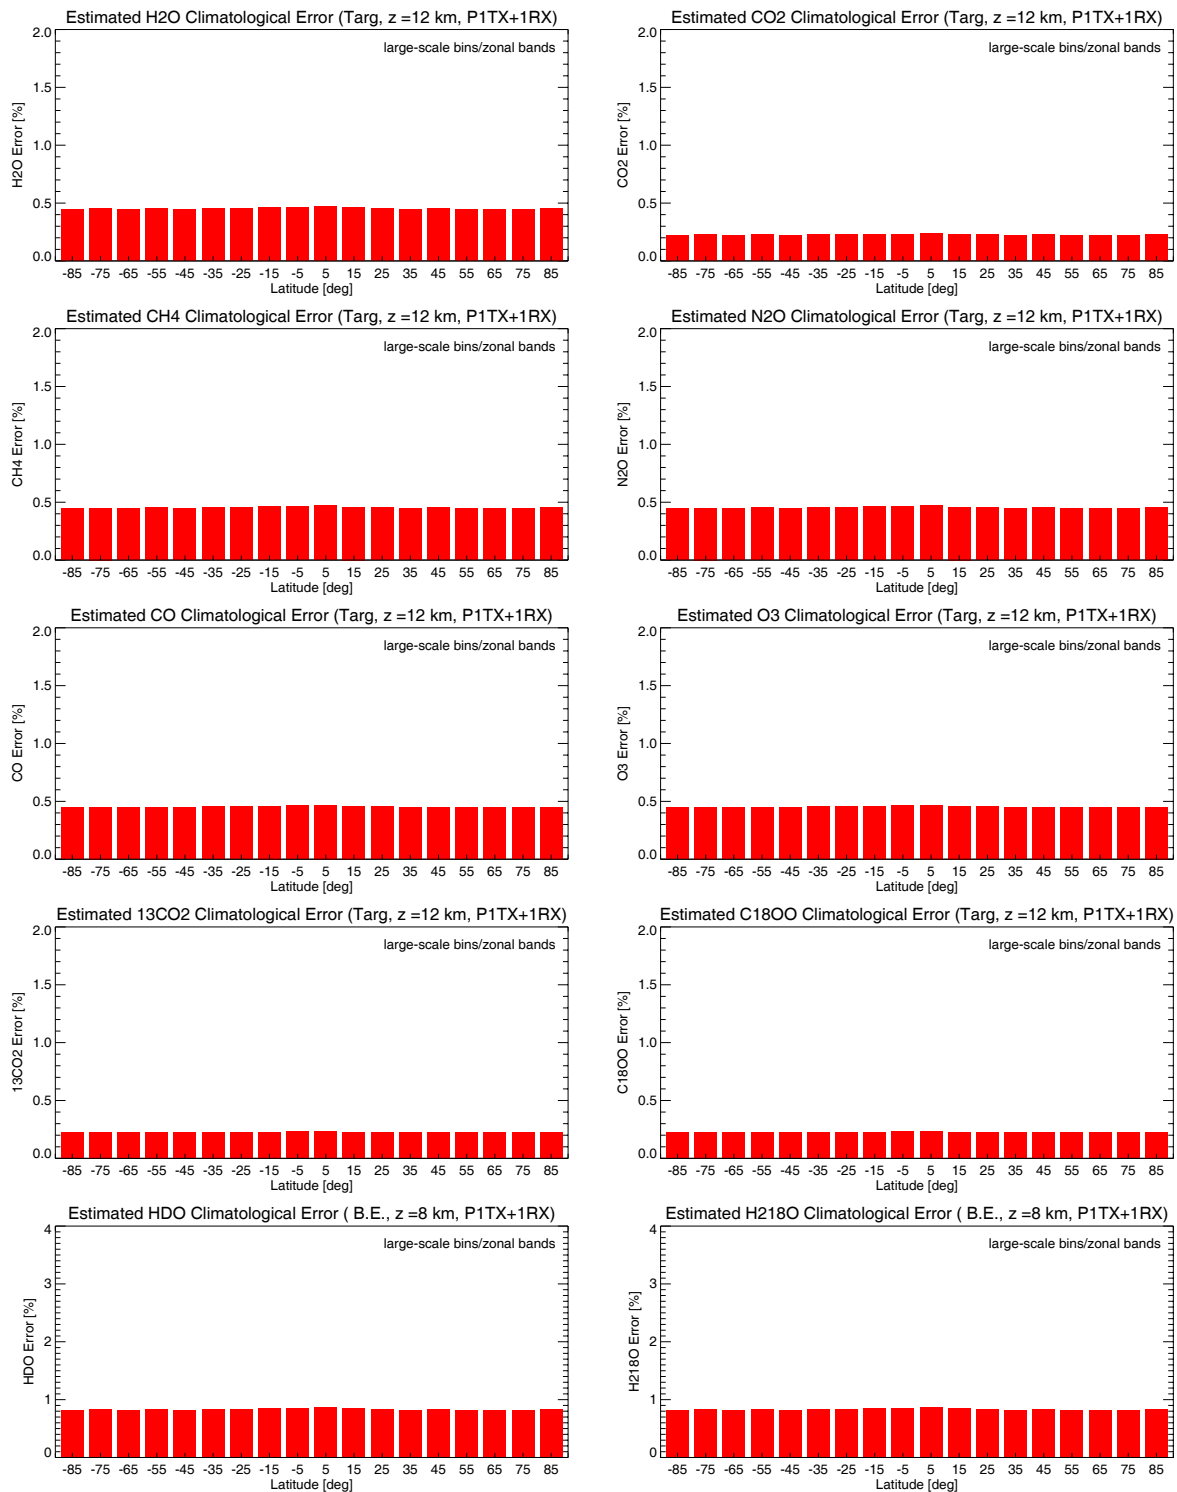 Estimated H2O Climatological Error (Targ, z =12 km, P1TX+1RX)
large-scale bins/zonal bands
H2O Error [%]
2.0
1.5
1.0
0.5
0.0
-85 -75 -65 -55 -45 -35 -25 -15 -5 5 15 25 35 45 55 65 75 85
Latitude [deg]
Estimated CO2 Climatological Error (Targ, z =12 km, P1TX+1RX)
large-scale bins/zonal bands
CO2 Error [%]
2.0
1.5
1.0
0.5
0.0
-85 -75 -65 -55 -45 -35 -25 -15 -5 5 15 25 35 45 55 65 75 85
Latitude [deg]
Estimated CH4 Climatological Error (Targ, z =12 km, P1TX+1RX)
large-scale bins/zonal bands
CH4 Error [%]
2.0
1.5
1.0
0.5
0.0
-85 -75 -65 -55 -45 -35 -25 -15 -5 5 15 25 35 45 55 65 75 85
Latitude [deg]
Estimated N2O Climatological Error (Targ, z =12 km, P1TX+1RX)
large-scale bins/zonal bands
N2O Error [%]
2.0
1.5
1.0
0.5
0.0
-85 -75 -65 -55 -45 -35 -25 -15 -5 5 15 25 35 45 55 65 75 85
Latitude [deg]
Estimated CO Climatological Error (Targ, z =12 km, P1TX+1RX)
large-scale bins/zonal bands
CO Error [%]
2.0
1.5
1.0
0.5
0.0
-85 -75 -65 -55 -45 -35 -25 -15 -5 5 15 25 35 45 55 65 75 85
Latitude [deg]
Estimated O3 Climatological Error (Targ, z =12 km, P1TX+1RX)
large-scale bins/zonal bands
O3 Error [%]
2.0
1.5
1.0
0.5
0.0
-85 -75 -65 -55 -45 -35 -25 -15 -5 5 15 25 35 45 55 65 75 85
Latitude [deg]
Estimated 13CO2 Climatological Error (Targ, z =12 km, P1TX+1RX)
large-scale bins/zonal bands
13CO2 Error [%]
2.0
1.5
1.0
0.5
0.0
-85 -75 -65 -55 -45 -35 -25 -15 -5 5 15 25 35 45 55 65 75 85
Latitude [deg]
Estimated C18OO Climatological Error (Targ, z =12 km, P1TX+1RX)
large-scale bins/zonal bands
C18OO Error [%]
2.0
1.5
1.0
0.5
0.0
-85 -75 -65 -55 -45 -35 -25 -15 -5 5 15 25 35 45 55 65 75 85
Latitude [deg]
Estimated HDO Climatological Error ( B.E., z =8 km, P1TX+1RX)
large-scale bins/zonal bands
HDO Error [%]
4
3
2
1
0
-85 -75 -65 -55 -45 -35 -25 -15 -5 5 15 25 35 45 55 65 75 85
Latitude [deg]
Estimated H218O Climatological Error ( B.E., z =8 km, P1TX+1RX)
large-scale bins/zonal bands
H218O Error [%]
4
3
2
1
0
-85 -75 -65 -55 -45 -35 -25 -15 -5 5 15 25 35 45 55 65 75 85
Latitude [deg]